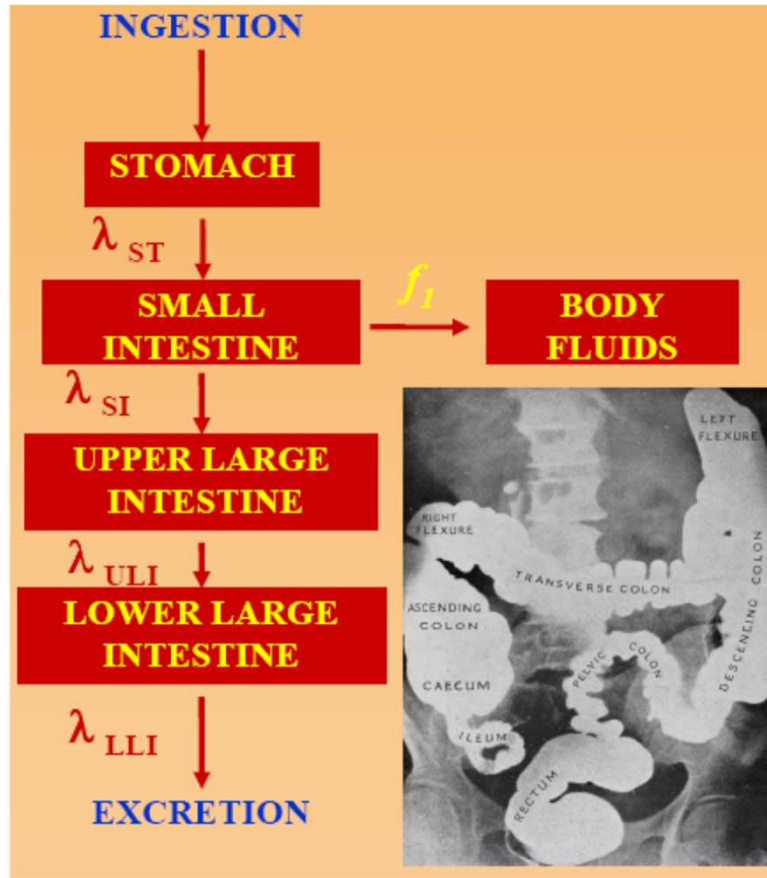 INGESTION
STOMACH
λ ST
SMALL
INTESTINE
f1
BODY
FLUIDS
λ SI
UPPER LARGE
INTESTINE
λ ULI
LOWER LARGE
INTESTINE
λ LLI
EXCRETION
LEFT
FLEXURE
RIGHT
FLEXURE
TRANSVERSE COLON
ASCENDING
COLON
DESCENDING COLON
PELVIC COLON
CAECUM
ILEUM
RECTUM